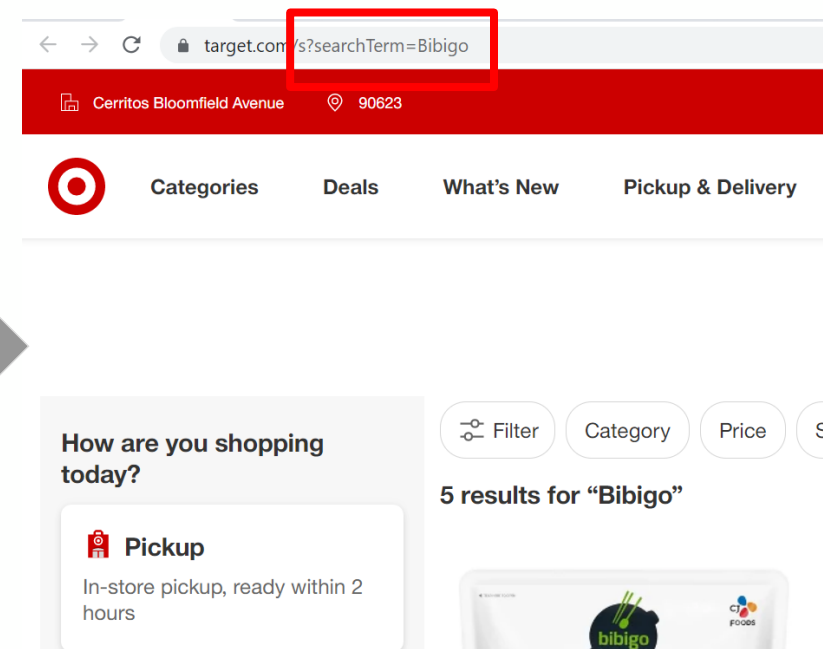 target.com/s?searchTerm=Bibigo
Cerritos Bloomfield Avenue 90623
Categories Deals What's New Pickup & Delivery
How are you shopping
today?
Filter Category Price S
5 results for “Bibigo”
Pickup
In-store pickup, ready within 2
hours
bibigo
CJ
FOODS